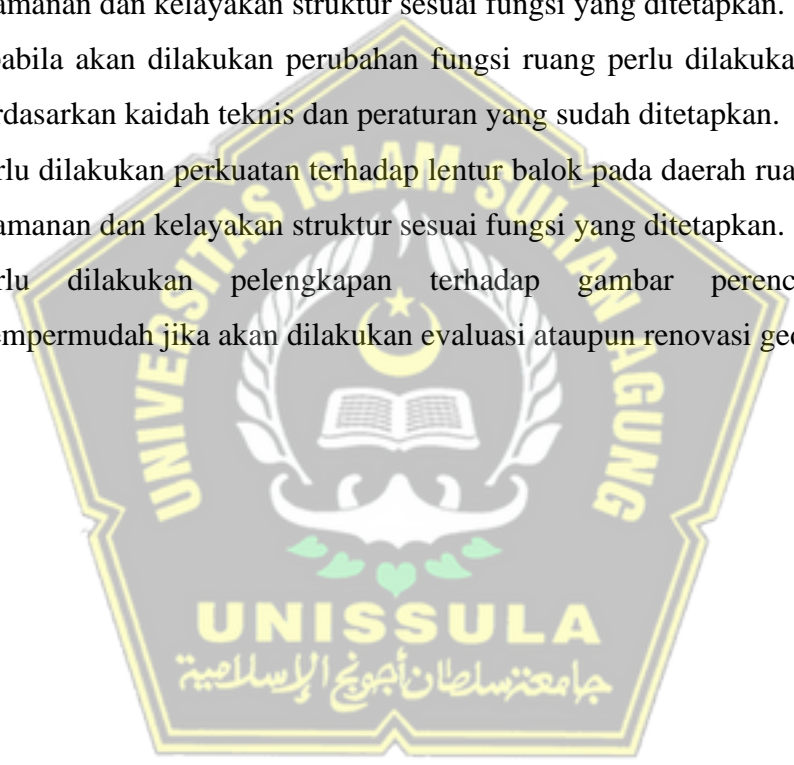 amanan dan kelayakan struktur sesuai fungsi yang ditetapkan.
abila akan dilakukan perubahan fungsi ruang perlu dilakuka
rdasarkan kaidah teknis dan peraturan yang sudah ditetapkan.
rlu dilakukan perkuatan terhadap lentur balok pada daerah rua
amanan dan kelayakan struktur sesuai fungsi yang ditetapkan.
rlu dilakukan pelengkapan terhadap gambar perenc
empermudah jika akan dilakukan evaluasi ataupun renovasi ge
UNIVERSITAS ISLAM SULTAN AGUNG
UNISSULA
جامعة سلطان أجونج الإسلامية